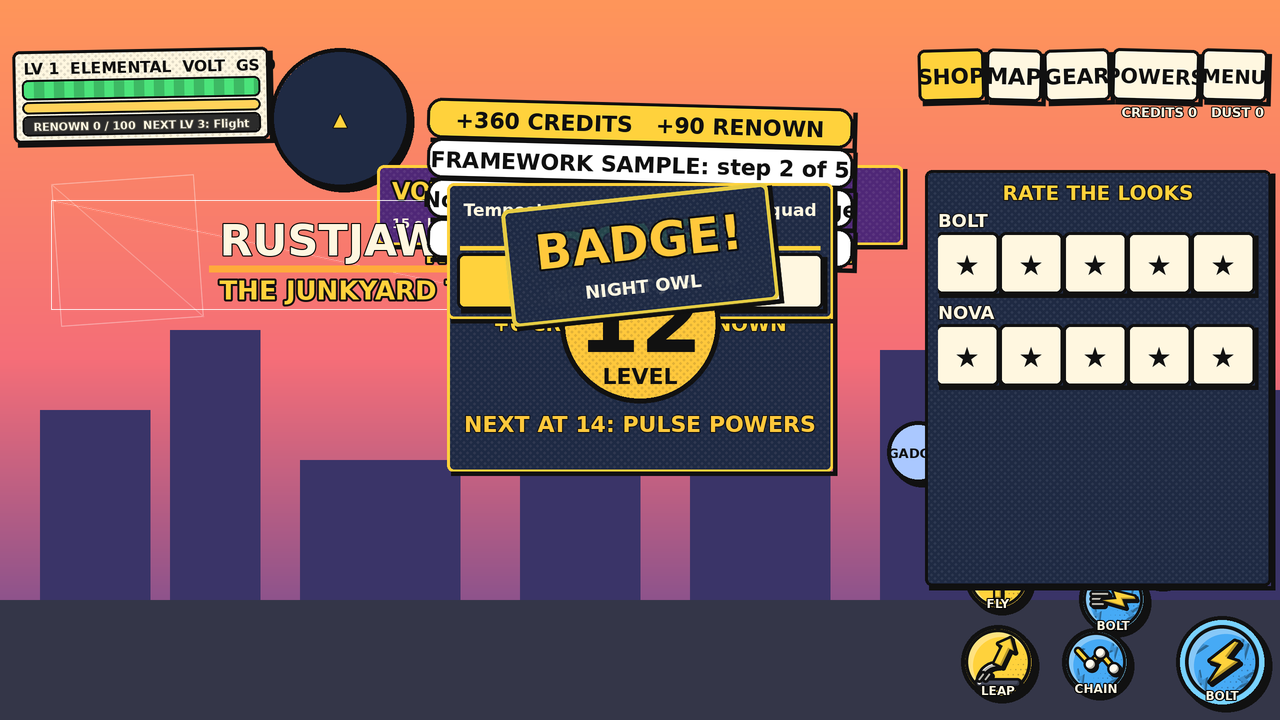 LV 1 ELEMENTAL VOLT GS
RENOWN 0 / 100 NEXT LV 3: Flight
SHOP
MAP
GEAR
POWERS
MENU
CREDITS 0 DUST 0
+360 CREDITS +90 RENOWN
FRAMEWORK SAMPLE: step 2 of 5
RUSTJAW
THE JUNKYARD
BADGE!
NIGHT OWL
12
LEVEL
NEXT AT 14: PULSE POWERS
RATE THE LOOKS
BOLT
★ ★ ★ ★ ★
NOVA
★ ★ ★ ★ ★
FLY
BOLT
LEAP
CHAIN
BOLT